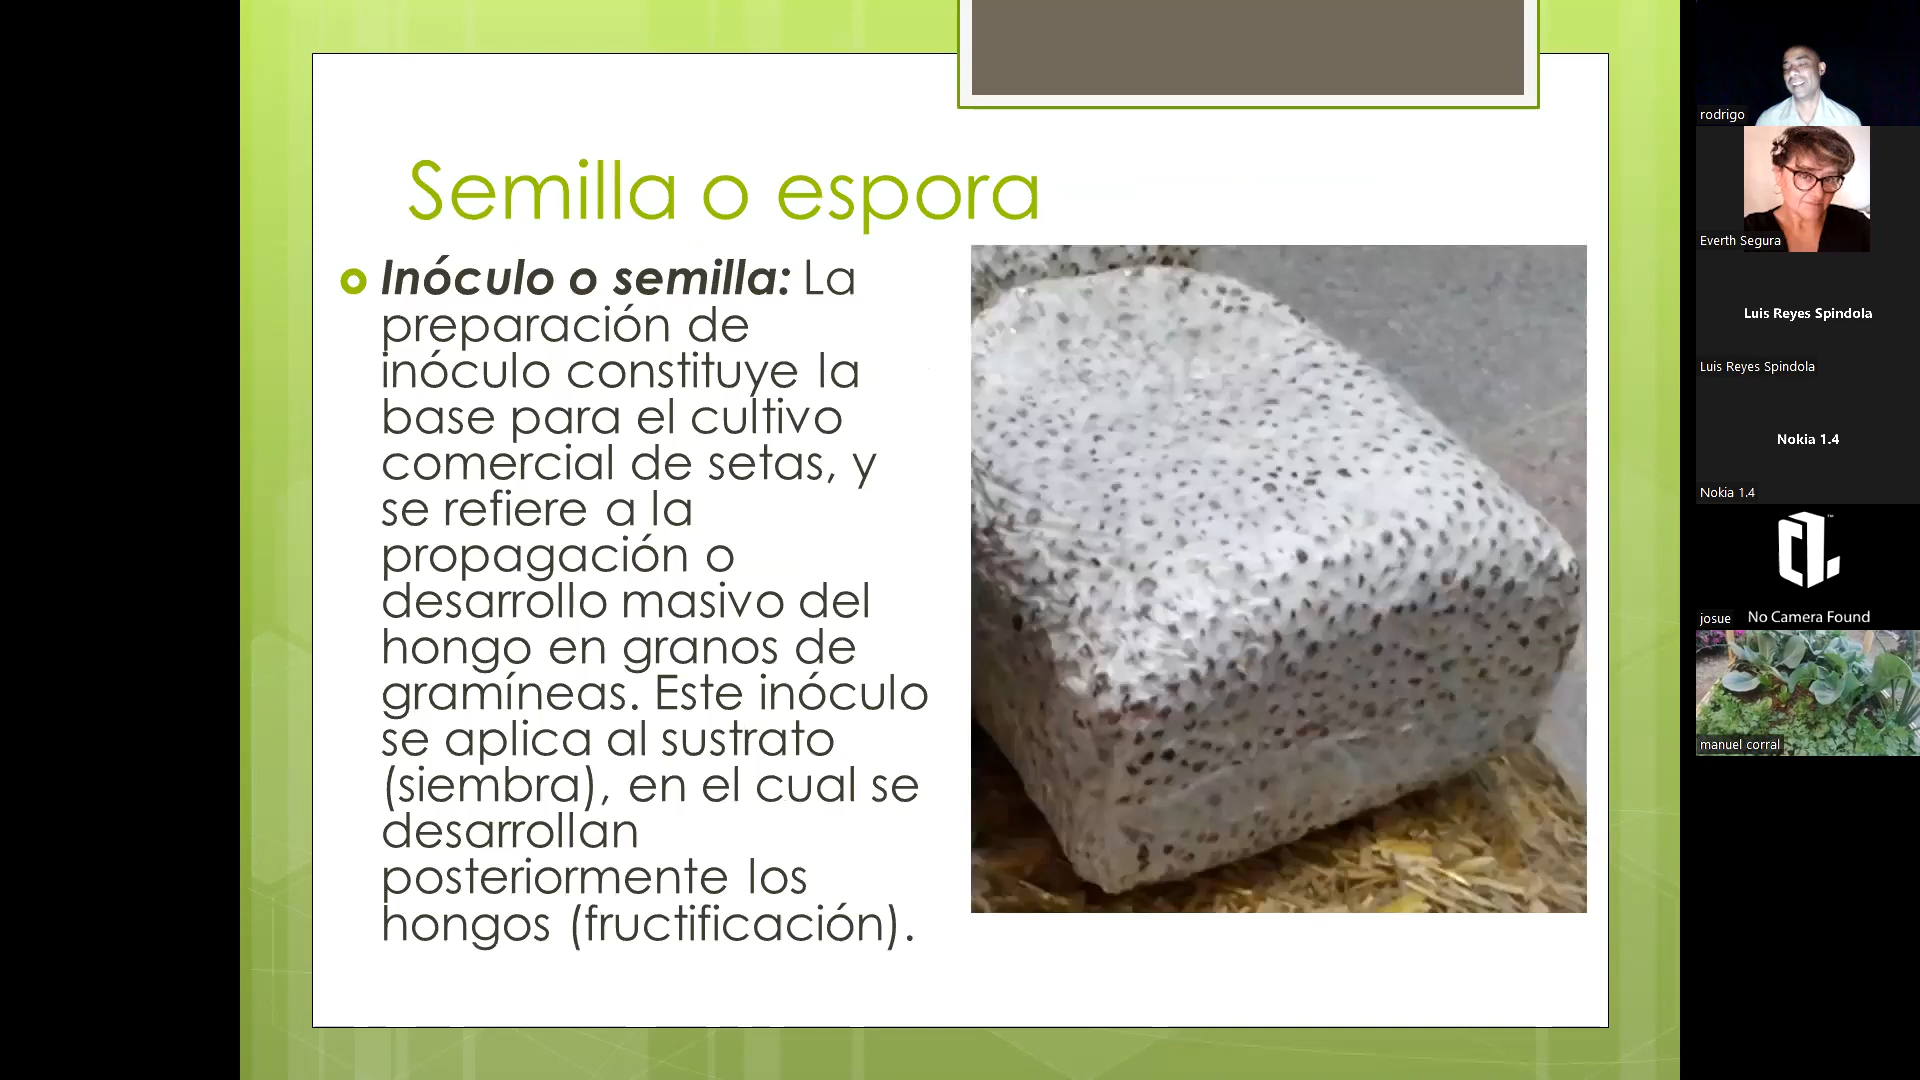 Semilla o espora
Inóculo o semilla: La
preparación de
inóculo constituye la
base para el cultivo
comercial de setas, y
se refiere a la
propagación o
desarrollo masivo del
hongo en granos de
gramíneas. Este inóculo
se aplica al sustrato
(siembra), en el cual se
desarrollan
posteriormente los
hongos (fructificación).
rodrigo
Everth Segura
Luis Reyes Spindola
Luis Reyes Spindola
Nokia 1.4
Nokia 1.4
josue
No Camera Found
manuel corral